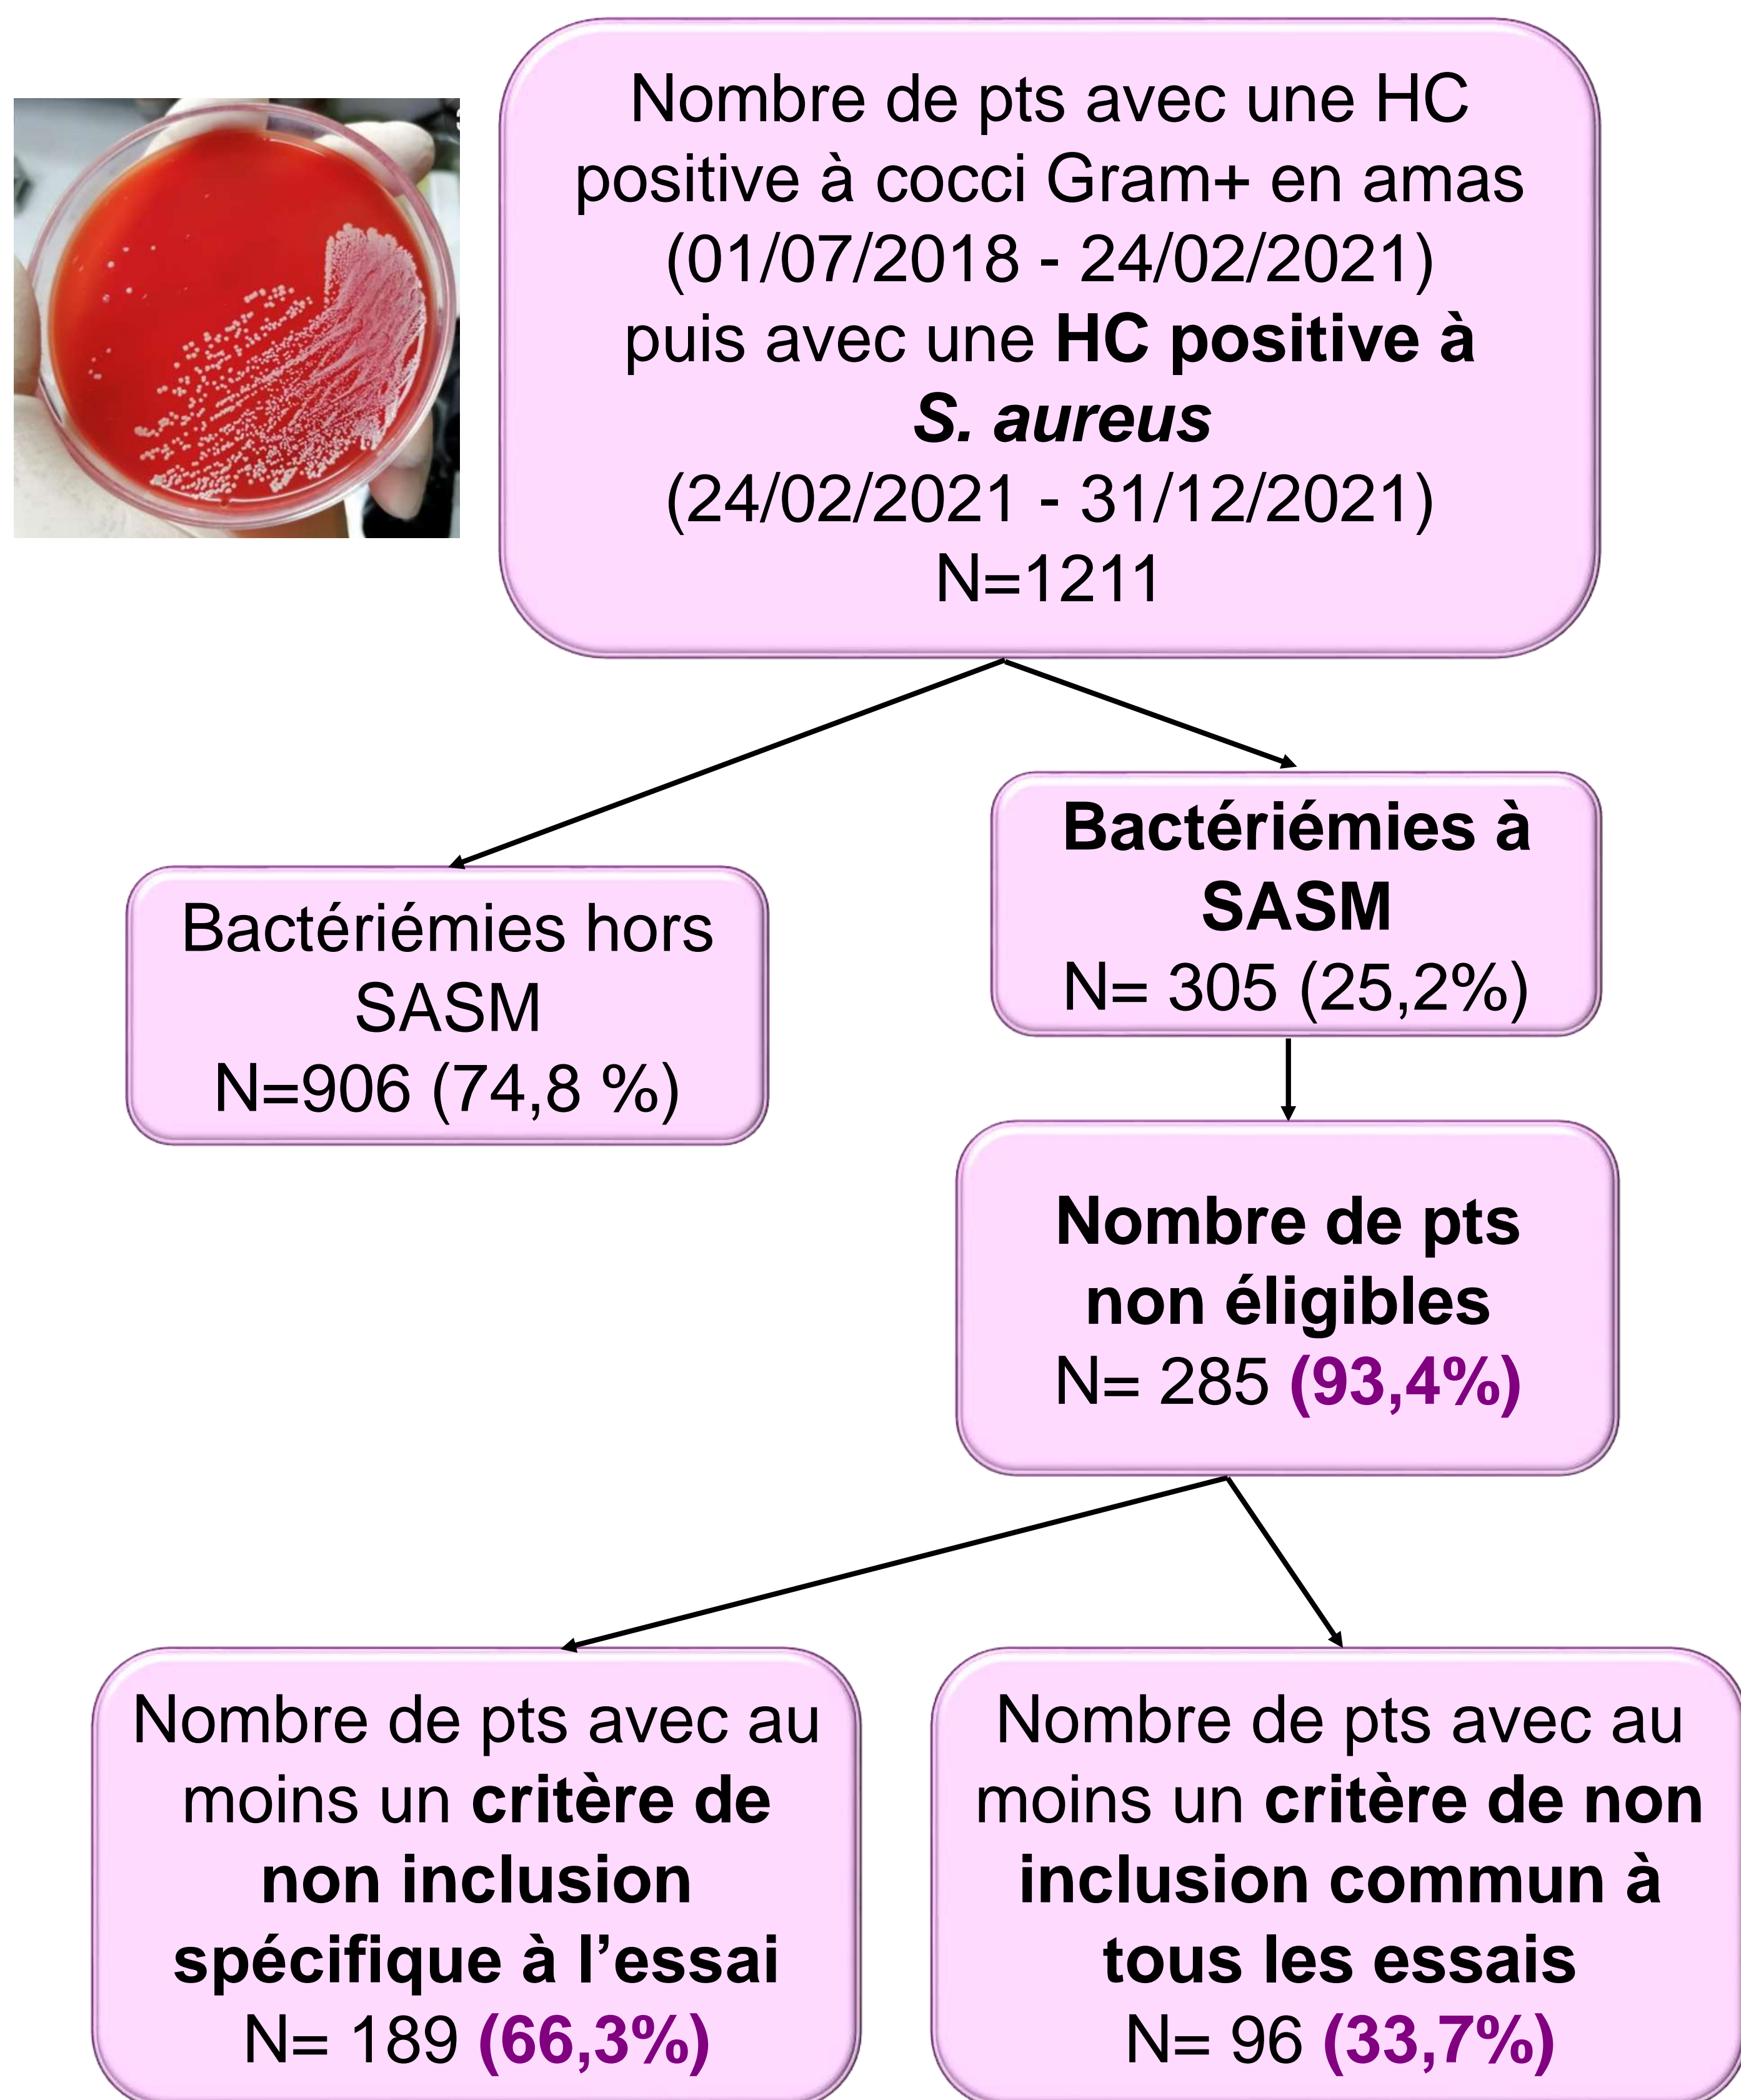 Nombre de pts avec une HC
positive à cocci Gram+ en amas
(01/07/2018 - 24/02/2021)
puis avec une HC positive à
S. aureus
(24/02/2021 - 31/12/2021)
N=1211
Bactériémies hors
SASM
N=906 (74,8 %)
Bactériémies à
SASM
N= 305 (25,2%)
Nombre de pts
non éligibles
N= 285 (93,4%)
Nombre de pts avec au
moins un critère de
non inclusion
spécifique à l’essai
N= 189 (66,3%)
Nombre de pts avec au
moins un critère de non
inclusion commun à
tous les essais
N= 96 (33,7%)